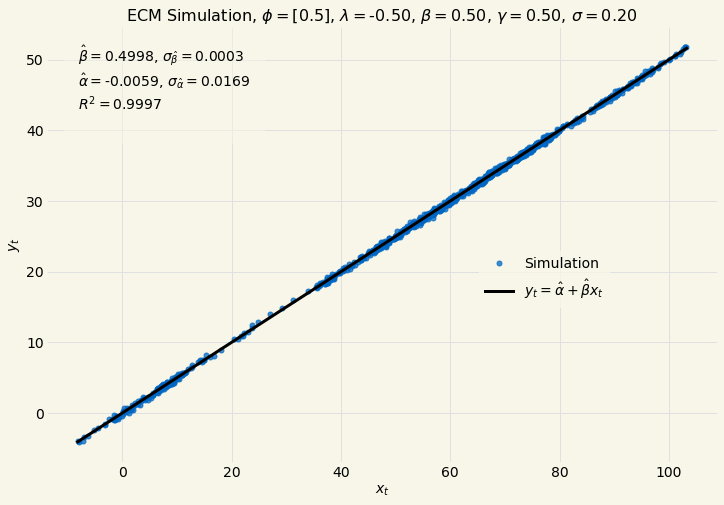 ECM Simulation, ϕ = [0.5], λ = -0.50, β = 0.50, γ = 0.50, σ = 0.20
β̂ = 0.4998, σ_β̂ = 0.0003
α̂ = -0.0059, σ_α̂ = 0.0169
R² = 0.9997
50
40
30
20
10
0
y_t
Simulation
y_t = α̂ + β̂x_t
0 20 40 60 80 100
x_t